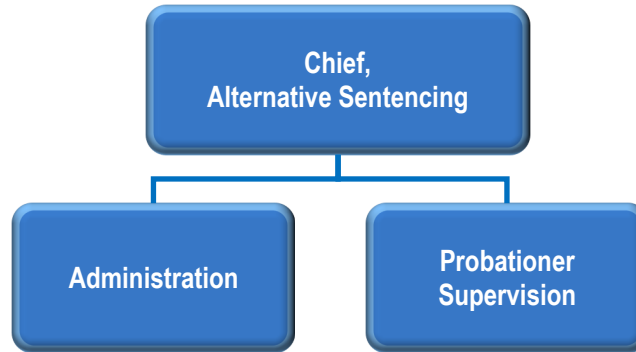 Chief,
Alternative Sentencing
Administration
Probationer
Supervision